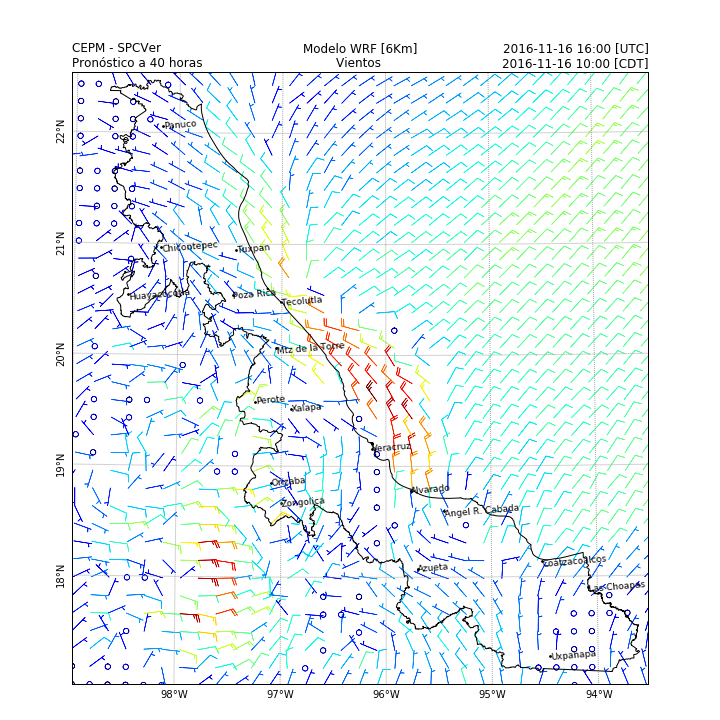 CEPM - SPCVer
Modelo WRF [6Km]
2016-11-16 16:00 [UTC]
Pronóstico a 40 horas
Vientos
2016-11-16 10:00 [CDT]
22°N
Panuco
21°N
Chicontepec
Tuxpan
Huayacocotla
Poza Rica
Tecolutla
20°N
Mtz de la Torre
Perote
Xalapa
19°N
Veracruz
Orizaba
Alvarado
Zongolica
Angel R. Cabada
18°N
Azueta
Coatzacoalcos
Las Choapas
Uxpanapa
98°W
97°W
96°W
95°W
94°W